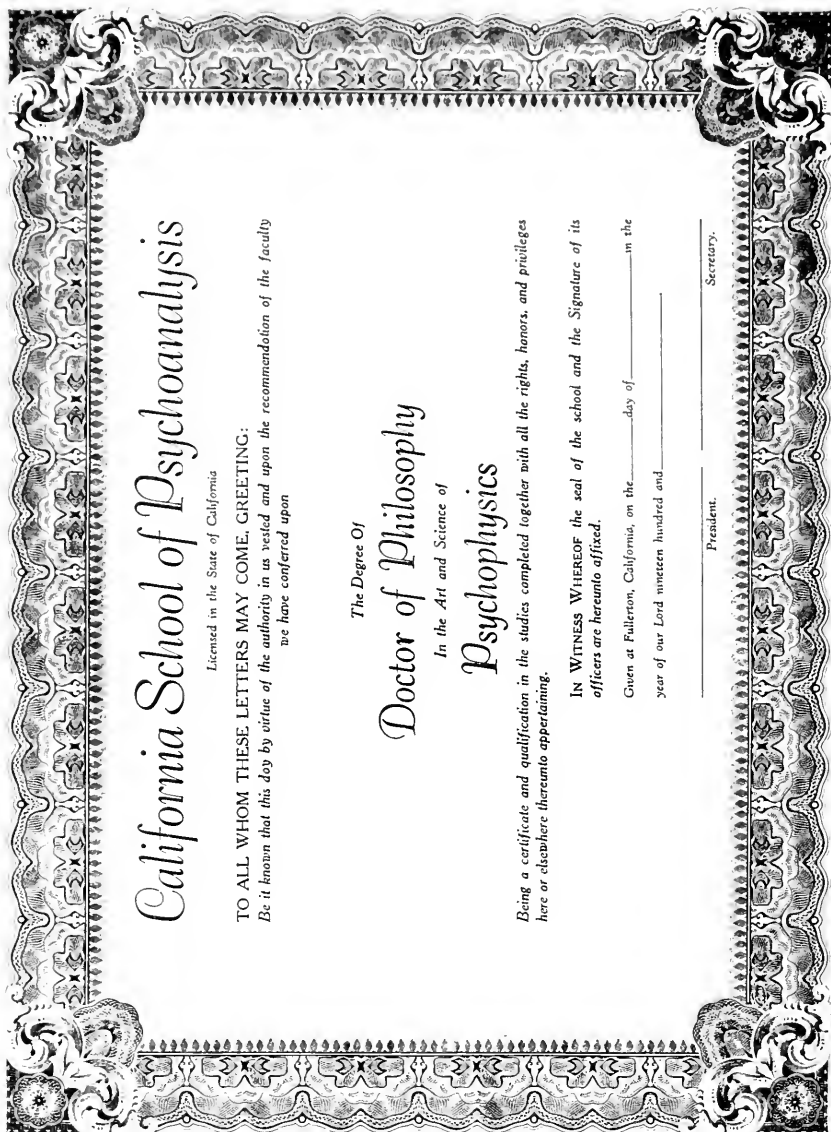 California School of Psychoanalysis
Licensed in the State of California
TO ALL WHOM THESE LETTERS MAY COME, GREETING:
Be it known that this day by virtue of the authority in us vested and upon the recommendation of the faculty
we have conferred upon
The Degree Of
Doctor of Philosophy
In the Art and Science of
Psychophysics
Being a certificate and qualification in the studies completed together with all the rights, honors, and privileges
here or elsewhere thereunto appertaining.
IN WITNESS WHEREOF the seal of the school and the Signature of its
officers are hereunto affixed.
Given at Fullerton, California, on the________day of________________in the
year of our Lord nineteen hundred and________________________.
President. Secretary.